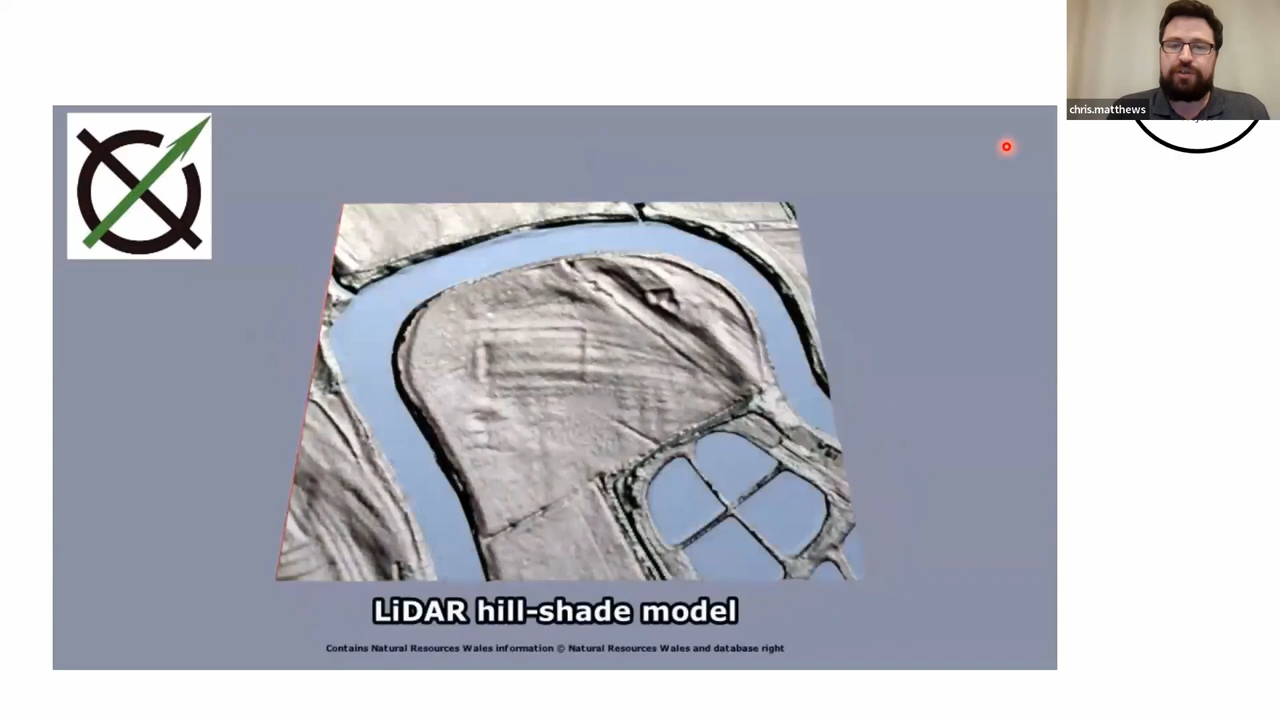 chris.matthews
LiDAR hill-shade model
Contains Natural Resources Wales information © Natural Resources Wales and database right